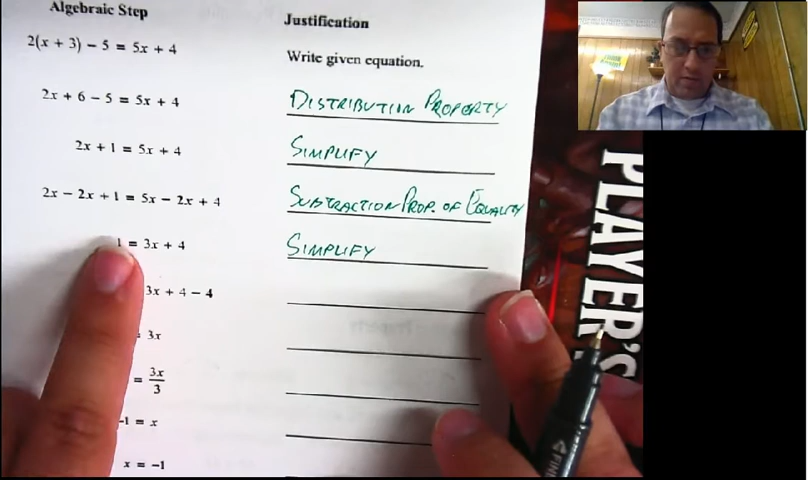 Algebraic Step
Justification
2(x + 3) − 5 = 5x + 4
Write given equation.
2x + 6 − 5 = 5x + 4
DISTRIBUTION PROPERTY
2x + 1 = 5x + 4
SIMPLIFY
2x − 2x + 1 = 5x − 2x + 4
SUBTRACTION PROP. OF EQUALITY
1 = 3x + 4
SIMPLIFY
3x + 4 − 4
3x
= 3x/3
-1 = x
x = −1
PLAYER'S
FINE